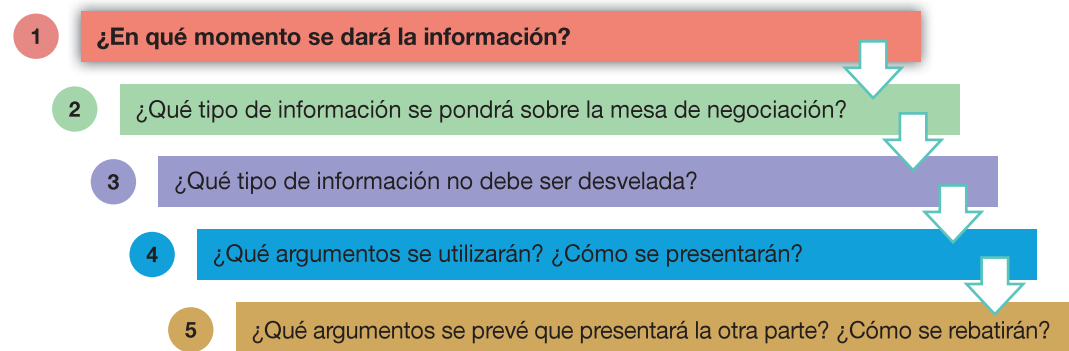 1 ¿En qué momento se dará la información?
2 ¿Qué tipo de información se pondrá sobre la mesa de negociación?
3 ¿Qué tipo de información no debe ser desvelada?
4 ¿Qué argumentos se utilizarán? ¿Cómo se presentarán?
5 ¿Qué argumentos se prevé que presentará la otra parte? ¿Cómo se rebatirán?